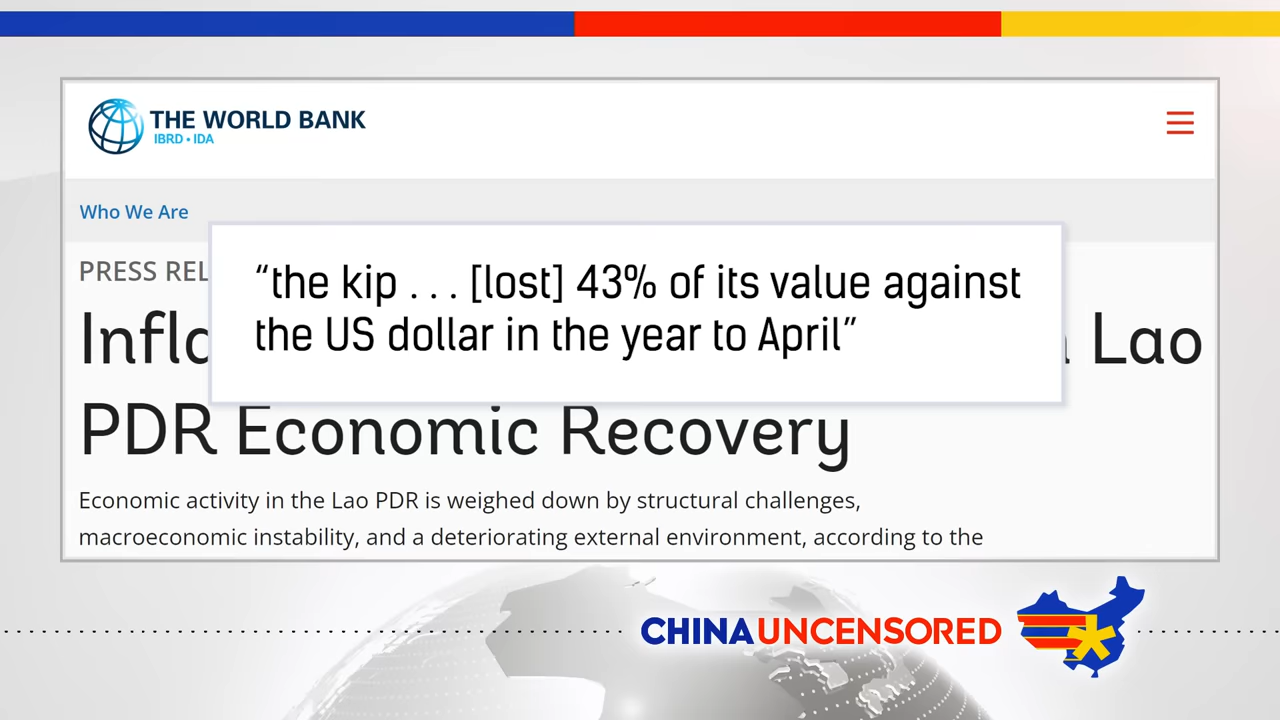 THE WORLD BANK
IBRD • IDA
Who We Are
PRESS REL
“the kip . . . [lost] 43% of its value against
the US dollar in the year to April”
Lao
PDR Economic Recovery
Economic activity in the Lao PDR is weighed down by structural challenges,
macroeconomic instability, and a deteriorating external environment, according to the
CHINA UNCENSORED